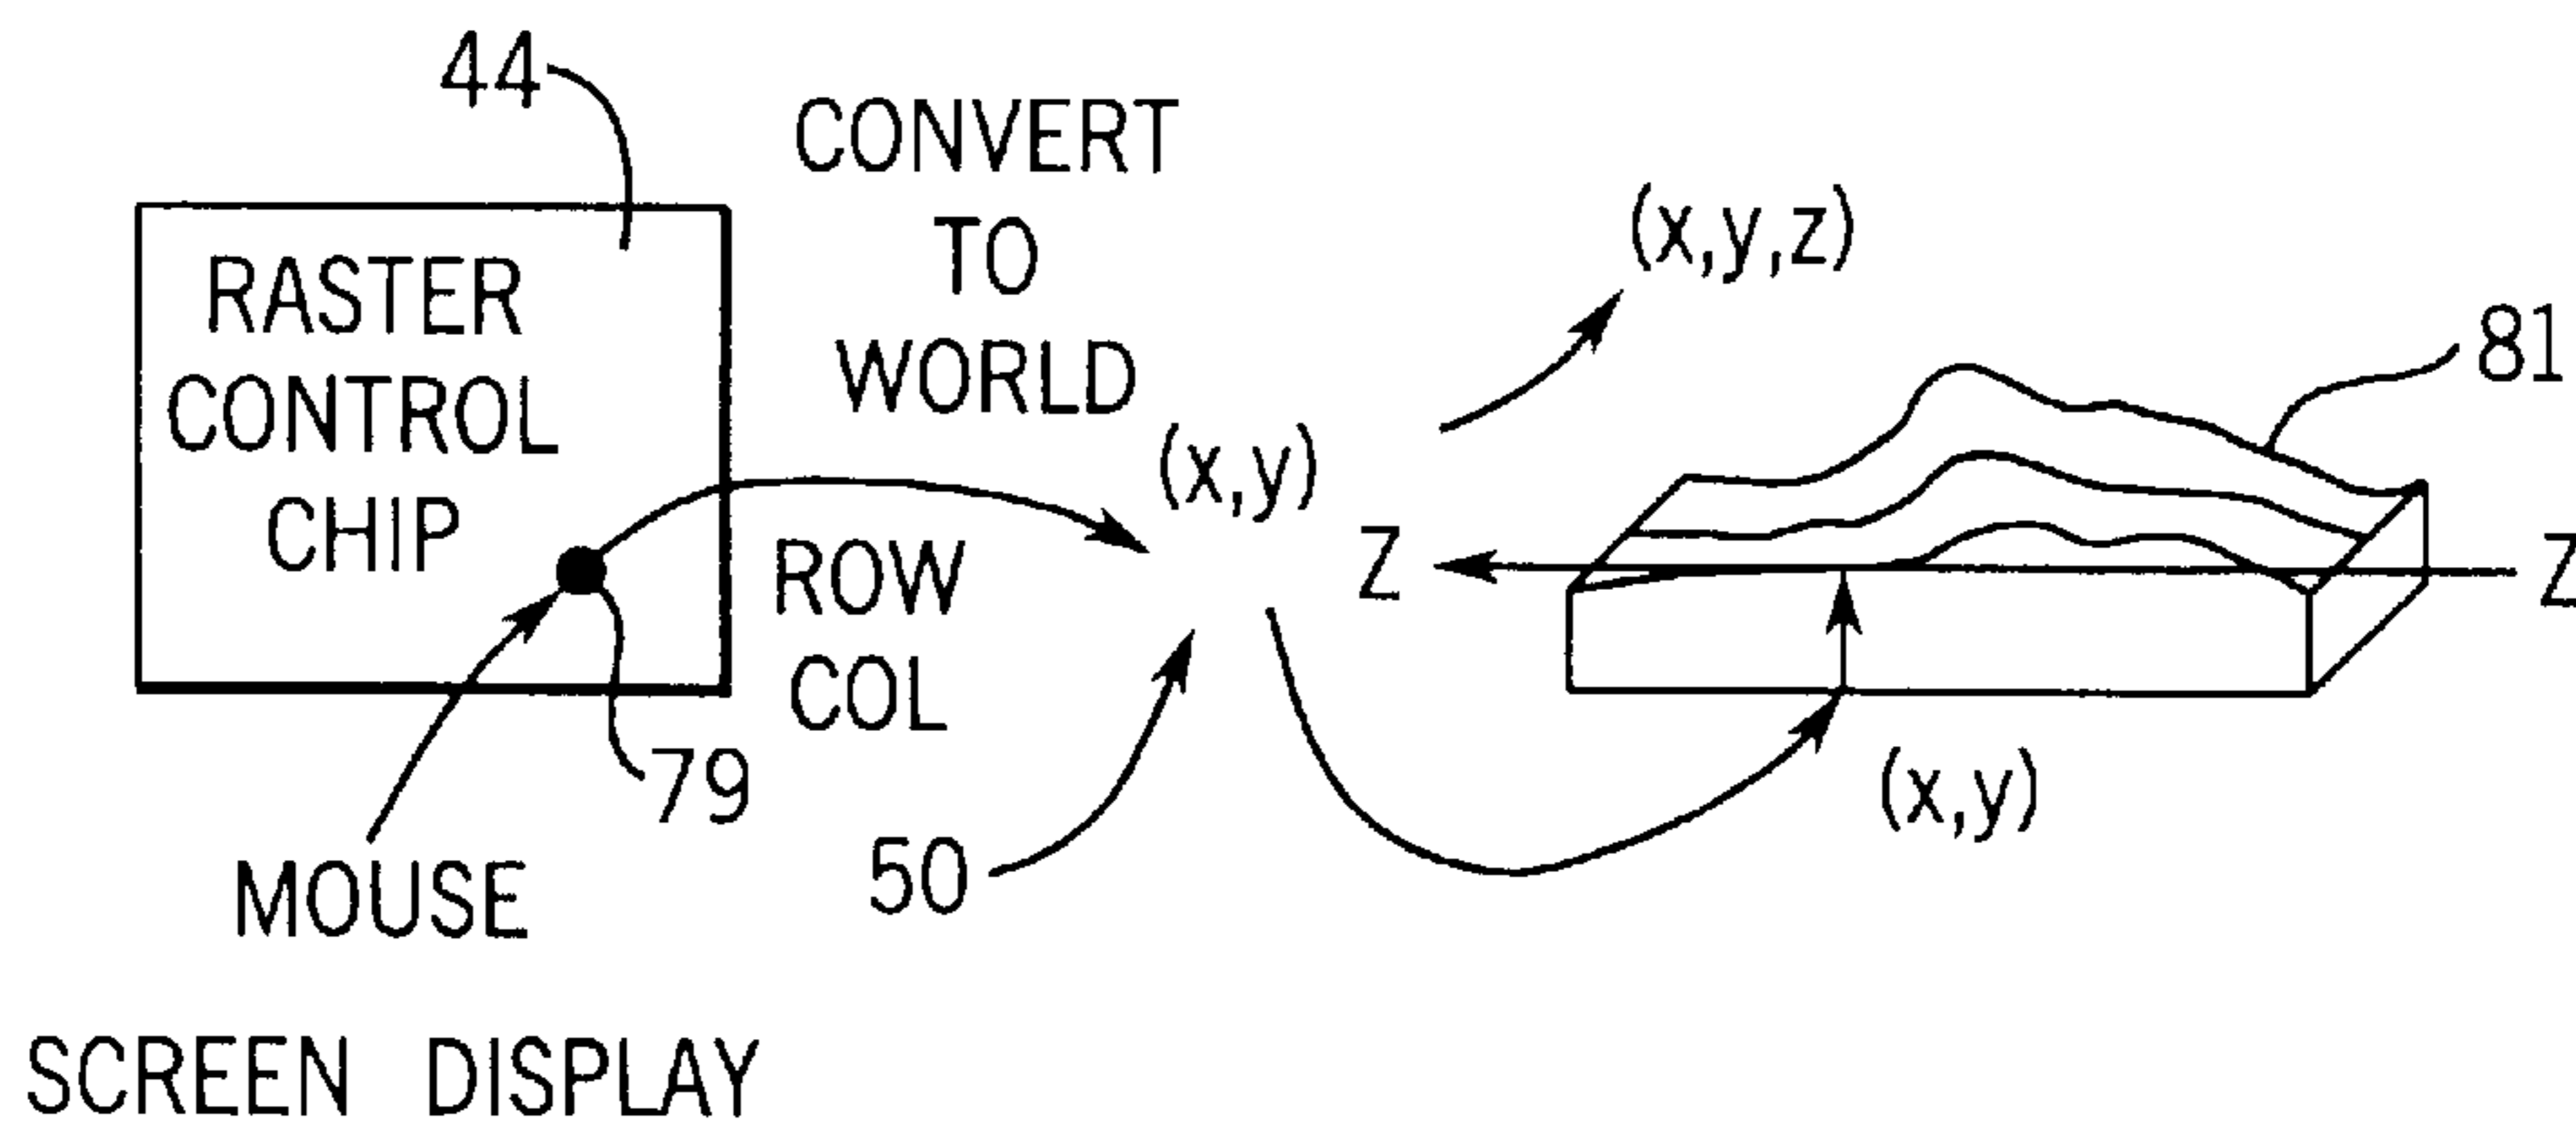 44
CONVERT
TO
WORLD
RASTER
CONTROL
CHIP
(x,y,z)
81
(x,y)
ROW
COL
Z
Z
79
MOUSE
50
(x,y)
SCREEN DISPLAY